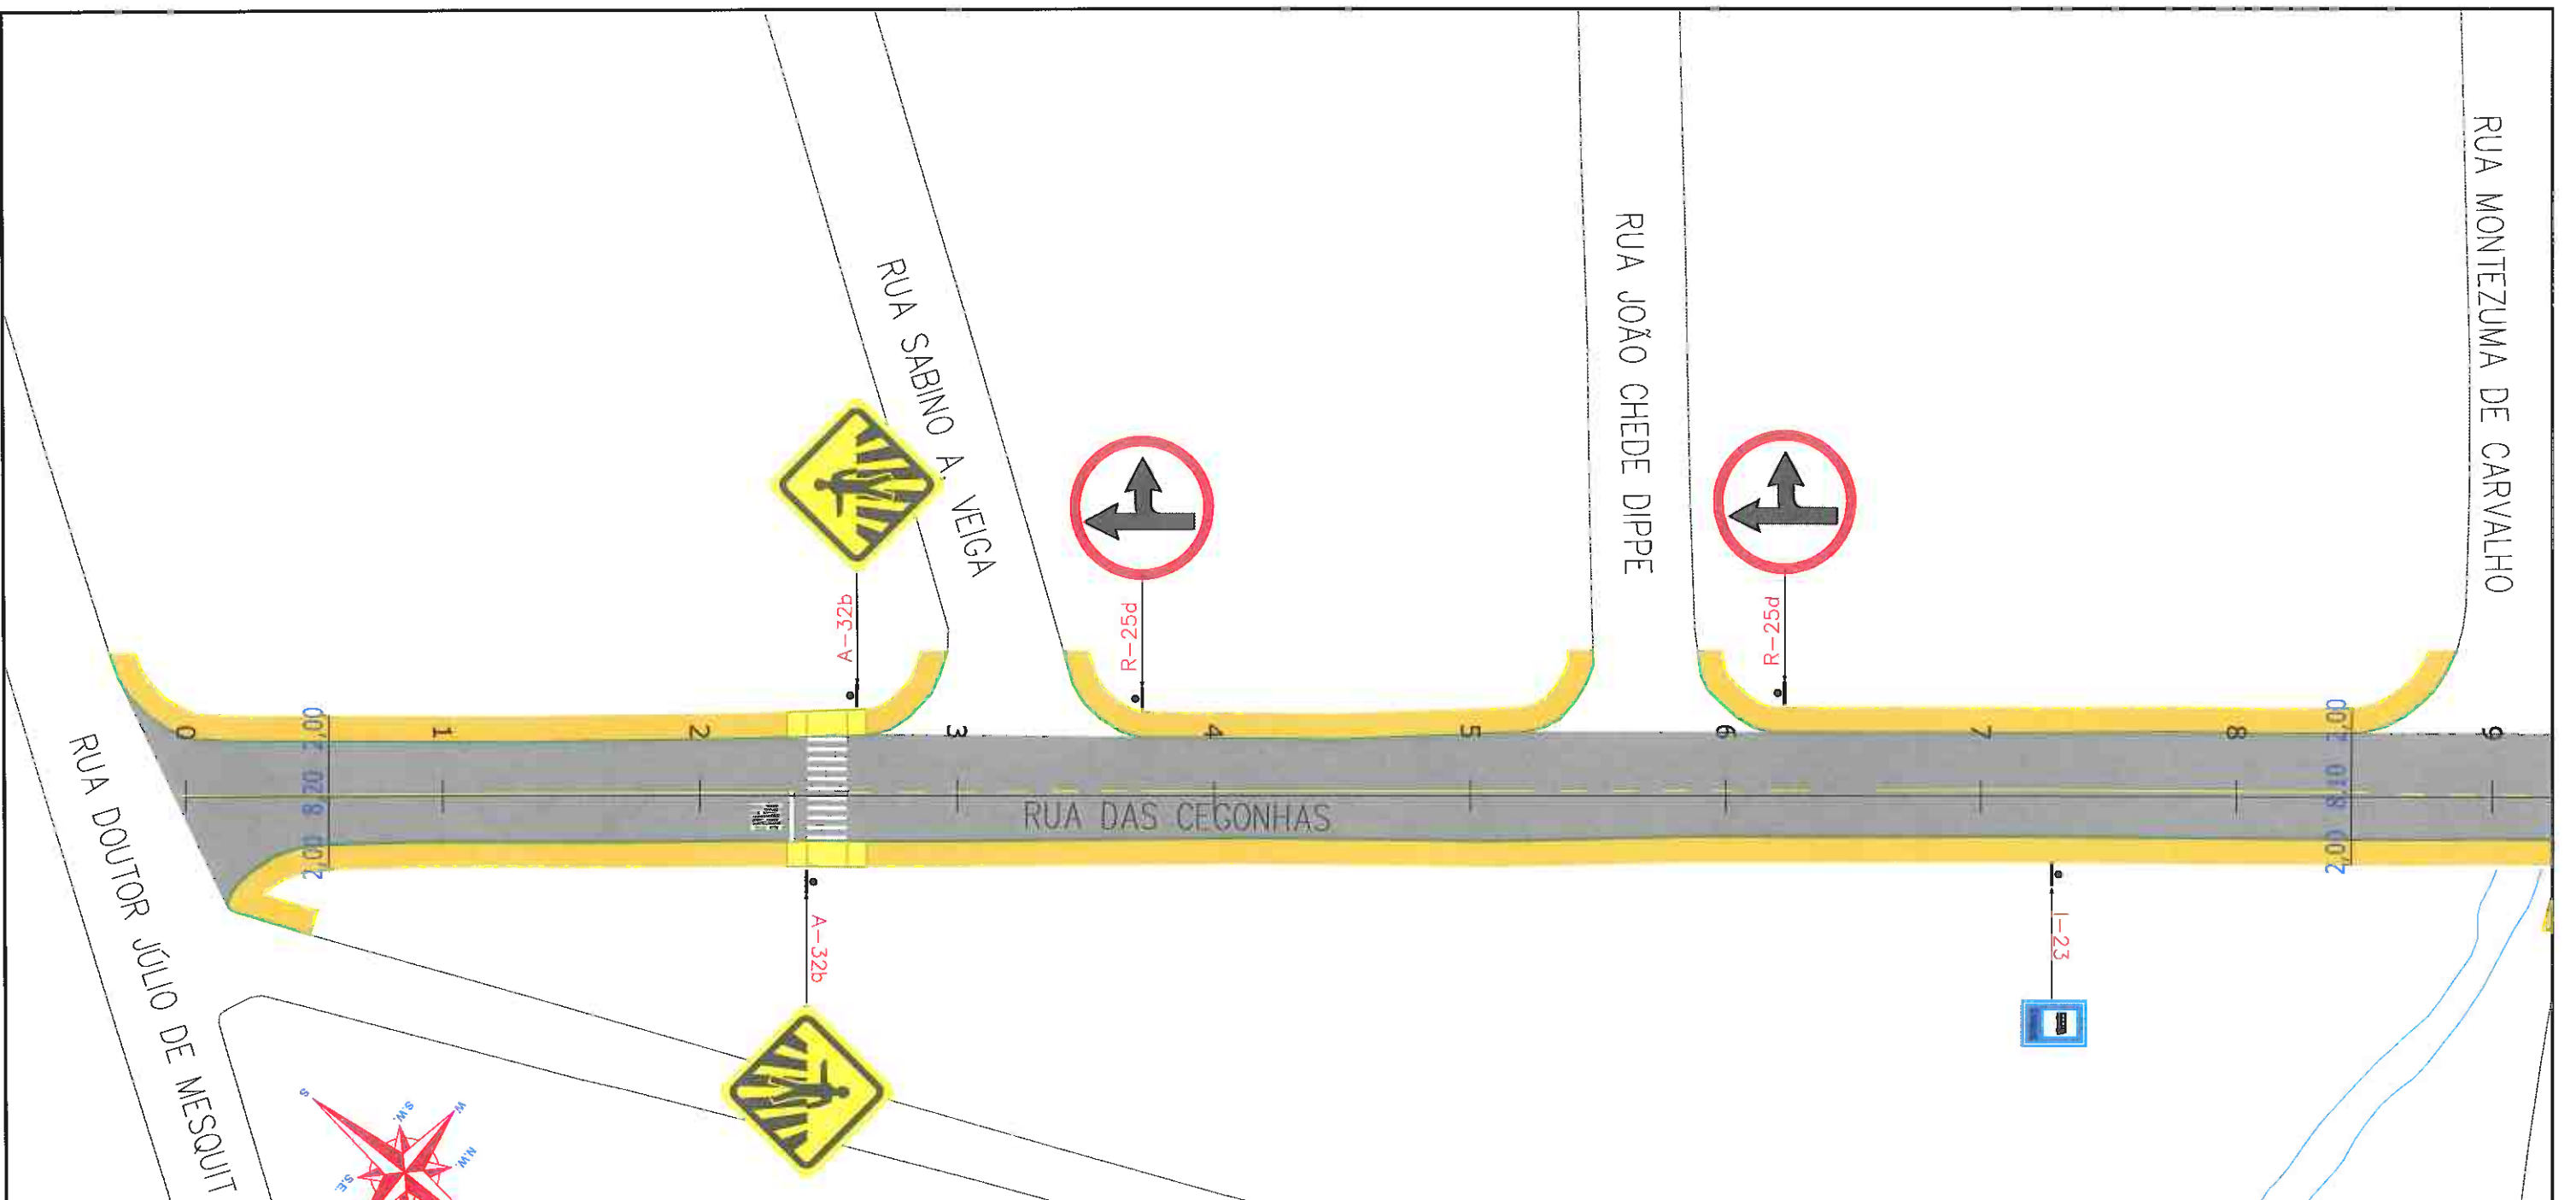 RUA MONTEZUMA DE CARVALHO
RUA JOÃO CHEDE DIPPE
RUA SABINO A. VEIGA
A-32b
R-25d
R-25d
2,00
8.20
2,00
0
1
2
3
4
5
6
7
8
9
2,00
8.10
2,00
RUA DAS CEGONHAS
RUA DOUTOR JÚLIO DE MESQUIT
A-32b
I-23
S
S.W.
W.
N.W.
S.E.